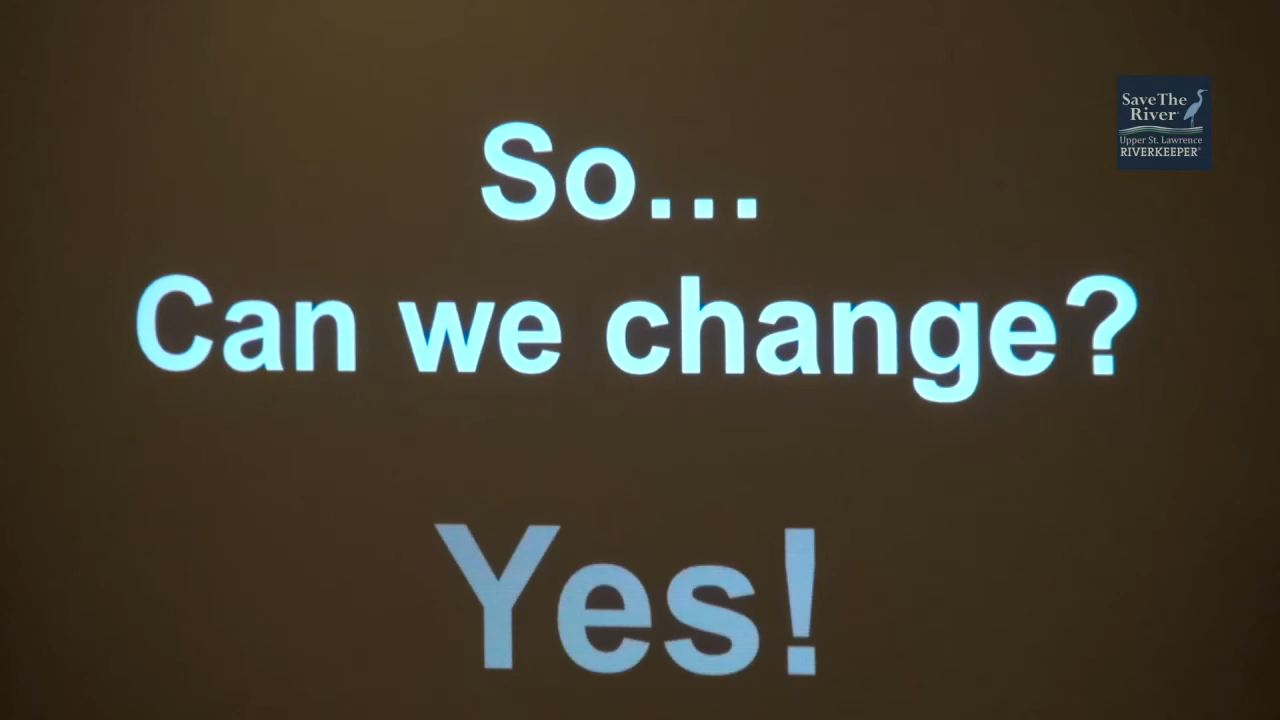 So...
Can we change?
Yes!
Save The
River
Upper St. Lawrence
RIVERKEEPER®